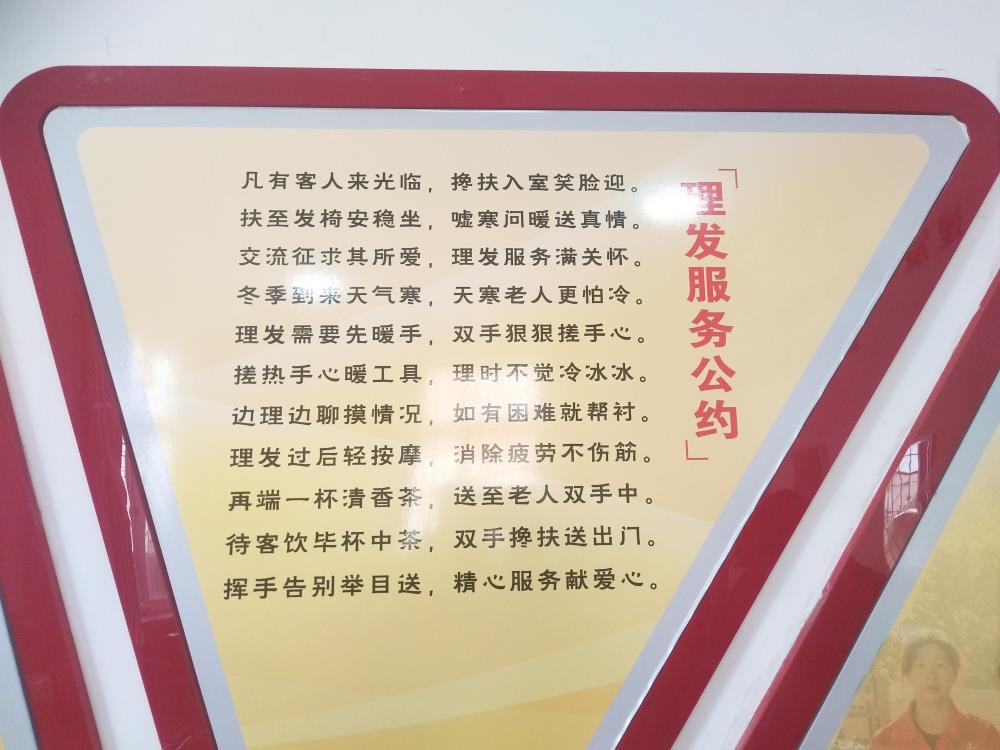 「理发服务公约」
凡有客人来光临，搀扶入室笑脸迎。
扶至发椅安稳坐，嘘寒问暖送真情。
交流征求其所爱，理发服务满关怀。
冬季到来天气寒，天寒老人更怕冷。
理发需要先暖手，双手狠狠搓手心。
搓热手心暖工具，理时不觉冷冰冰。
边理边聊摸情况，如有困难就帮衬。
理发过后轻按摩，消除疲劳不伤筋。
再端一杯清香茶，送至老人双手中。
待客饮毕杯中茶，双手搀扶送出门。
挥手告别举目送，精心服务献爱心。